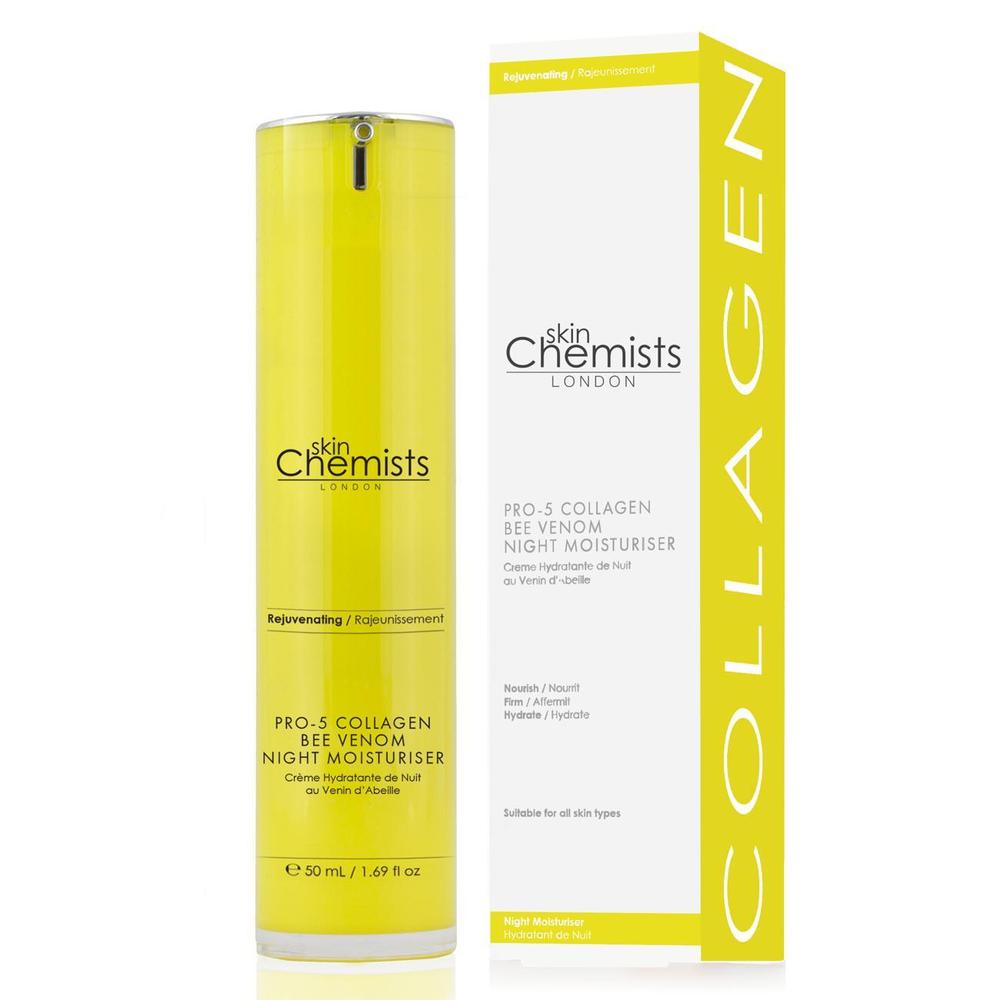 skin
Chemists
LONDON
Rejuvenating / Rajeunissement
PRO-5 COLLAGEN
BEE VENOM
NIGHT MOISTURISER
Crème Hydratante de Nuit
au Venin d'Abeille
℮ 50 mL / 1.69 fl oz
Rejuvenating / Rajeunissement
skin
Chemists
LONDON
PRO-5 COLLAGEN
BEE VENOM
NIGHT MOISTURISER
Creme Hydratante de Nuit
au Venin d'Abeille
Nourish / Nourrit
Firm / Affermit
Hydrate / Hydrate
Suitable for all skin types
Night Moisturiser
Hydratant de Nuit
COLLAGEN